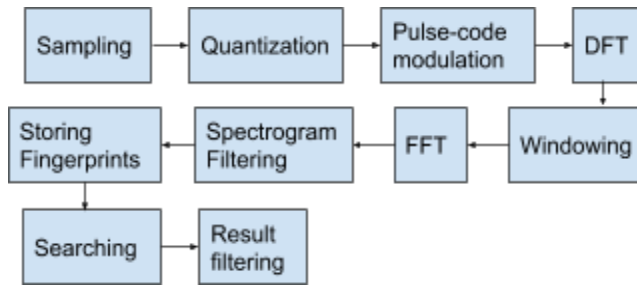 Sampling
Quantization
Pulse-code
modulation
DFT
Windowing
FFT
Spectrogram
Filtering
Storing
Fingerprints
Searching
Result
filtering